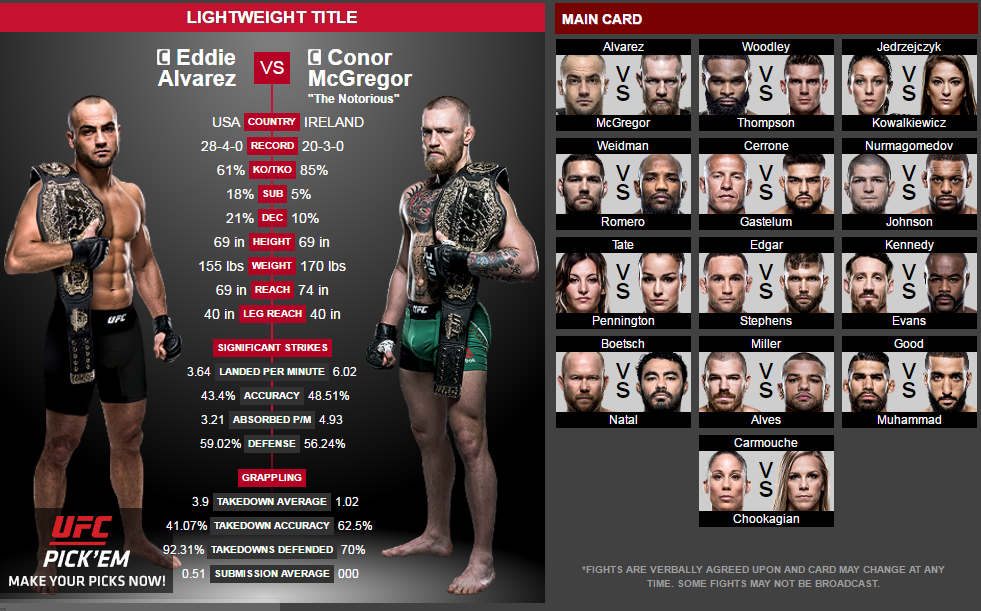 LIGHTWEIGHT TITLE
C Eddie Alvarez
VS
C Conor McGregor
"The Notorious"
USA COUNTRY IRELAND
28-4-0 RECORD 20-3-0
61% KO/TKO 85%
18% SUB 5%
21% DEC 10%
69 in HEIGHT 69 in
155 lbs WEIGHT 170 lbs
69 in REACH 74 in
40 in LEG REACH 40 in
SIGNIFICANT STRIKES
3.64 LANDED PER MINUTE 6.02
43.4% ACCURACY 48.51%
3.21 ABSORBED P/M 4.93
59.02% DEFENSE 56.24%
GRAPPLING
3.9 TAKEDOWN AVERAGE 1.02
41.07% TAKEDOWN ACCURACY 62.5%
92.31% TAKEDOWNS DEFENDED 70%
0.51 SUBMISSION AVERAGE 000
UFC
UFC
UFC
PICK'EM
MAKE YOUR PICKS NOW!
MAIN CARD
Alvarez
VS
McGregor
Woodley
VS
Thompson
Jedrzejczyk
VS
Kowalkiewicz
Weidman
VS
Romero
Cerrone
VS
Gastelum
Nurmagomedov
VS
Johnson
Tate
VS
Pennington
Edgar
VS
Stephens
Kennedy
VS
Evans
Boetsch
VS
Natal
Miller
VS
Alves
Good
VS
Muhammad
Carmouche
VS
Chookagian
*FIGHTS ARE VERBALLY AGREED UPON AND CARD MAY CHANGE AT ANY
TIME. SOME FIGHTS MAY NOT BE BROADCAST.